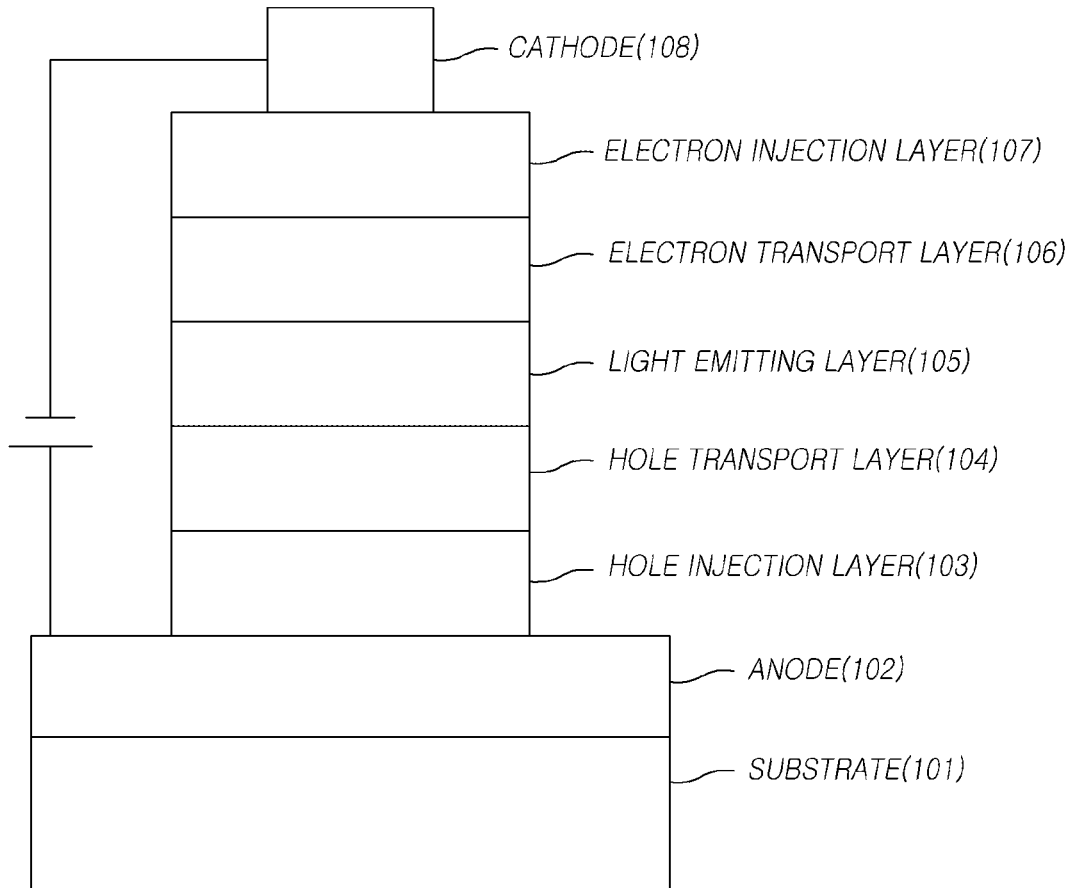 CATHODE(108)
ELECTRON INJECTION LAYER(107)
ELECTRON TRANSPORT LAYER(106)
LIGHT EMITTING LAYER(105)
HOLE TRANSPORT LAYER(104)
HOLE INJECTION LAYER(103)
ANODE(102)
SUBSTRATE(101)